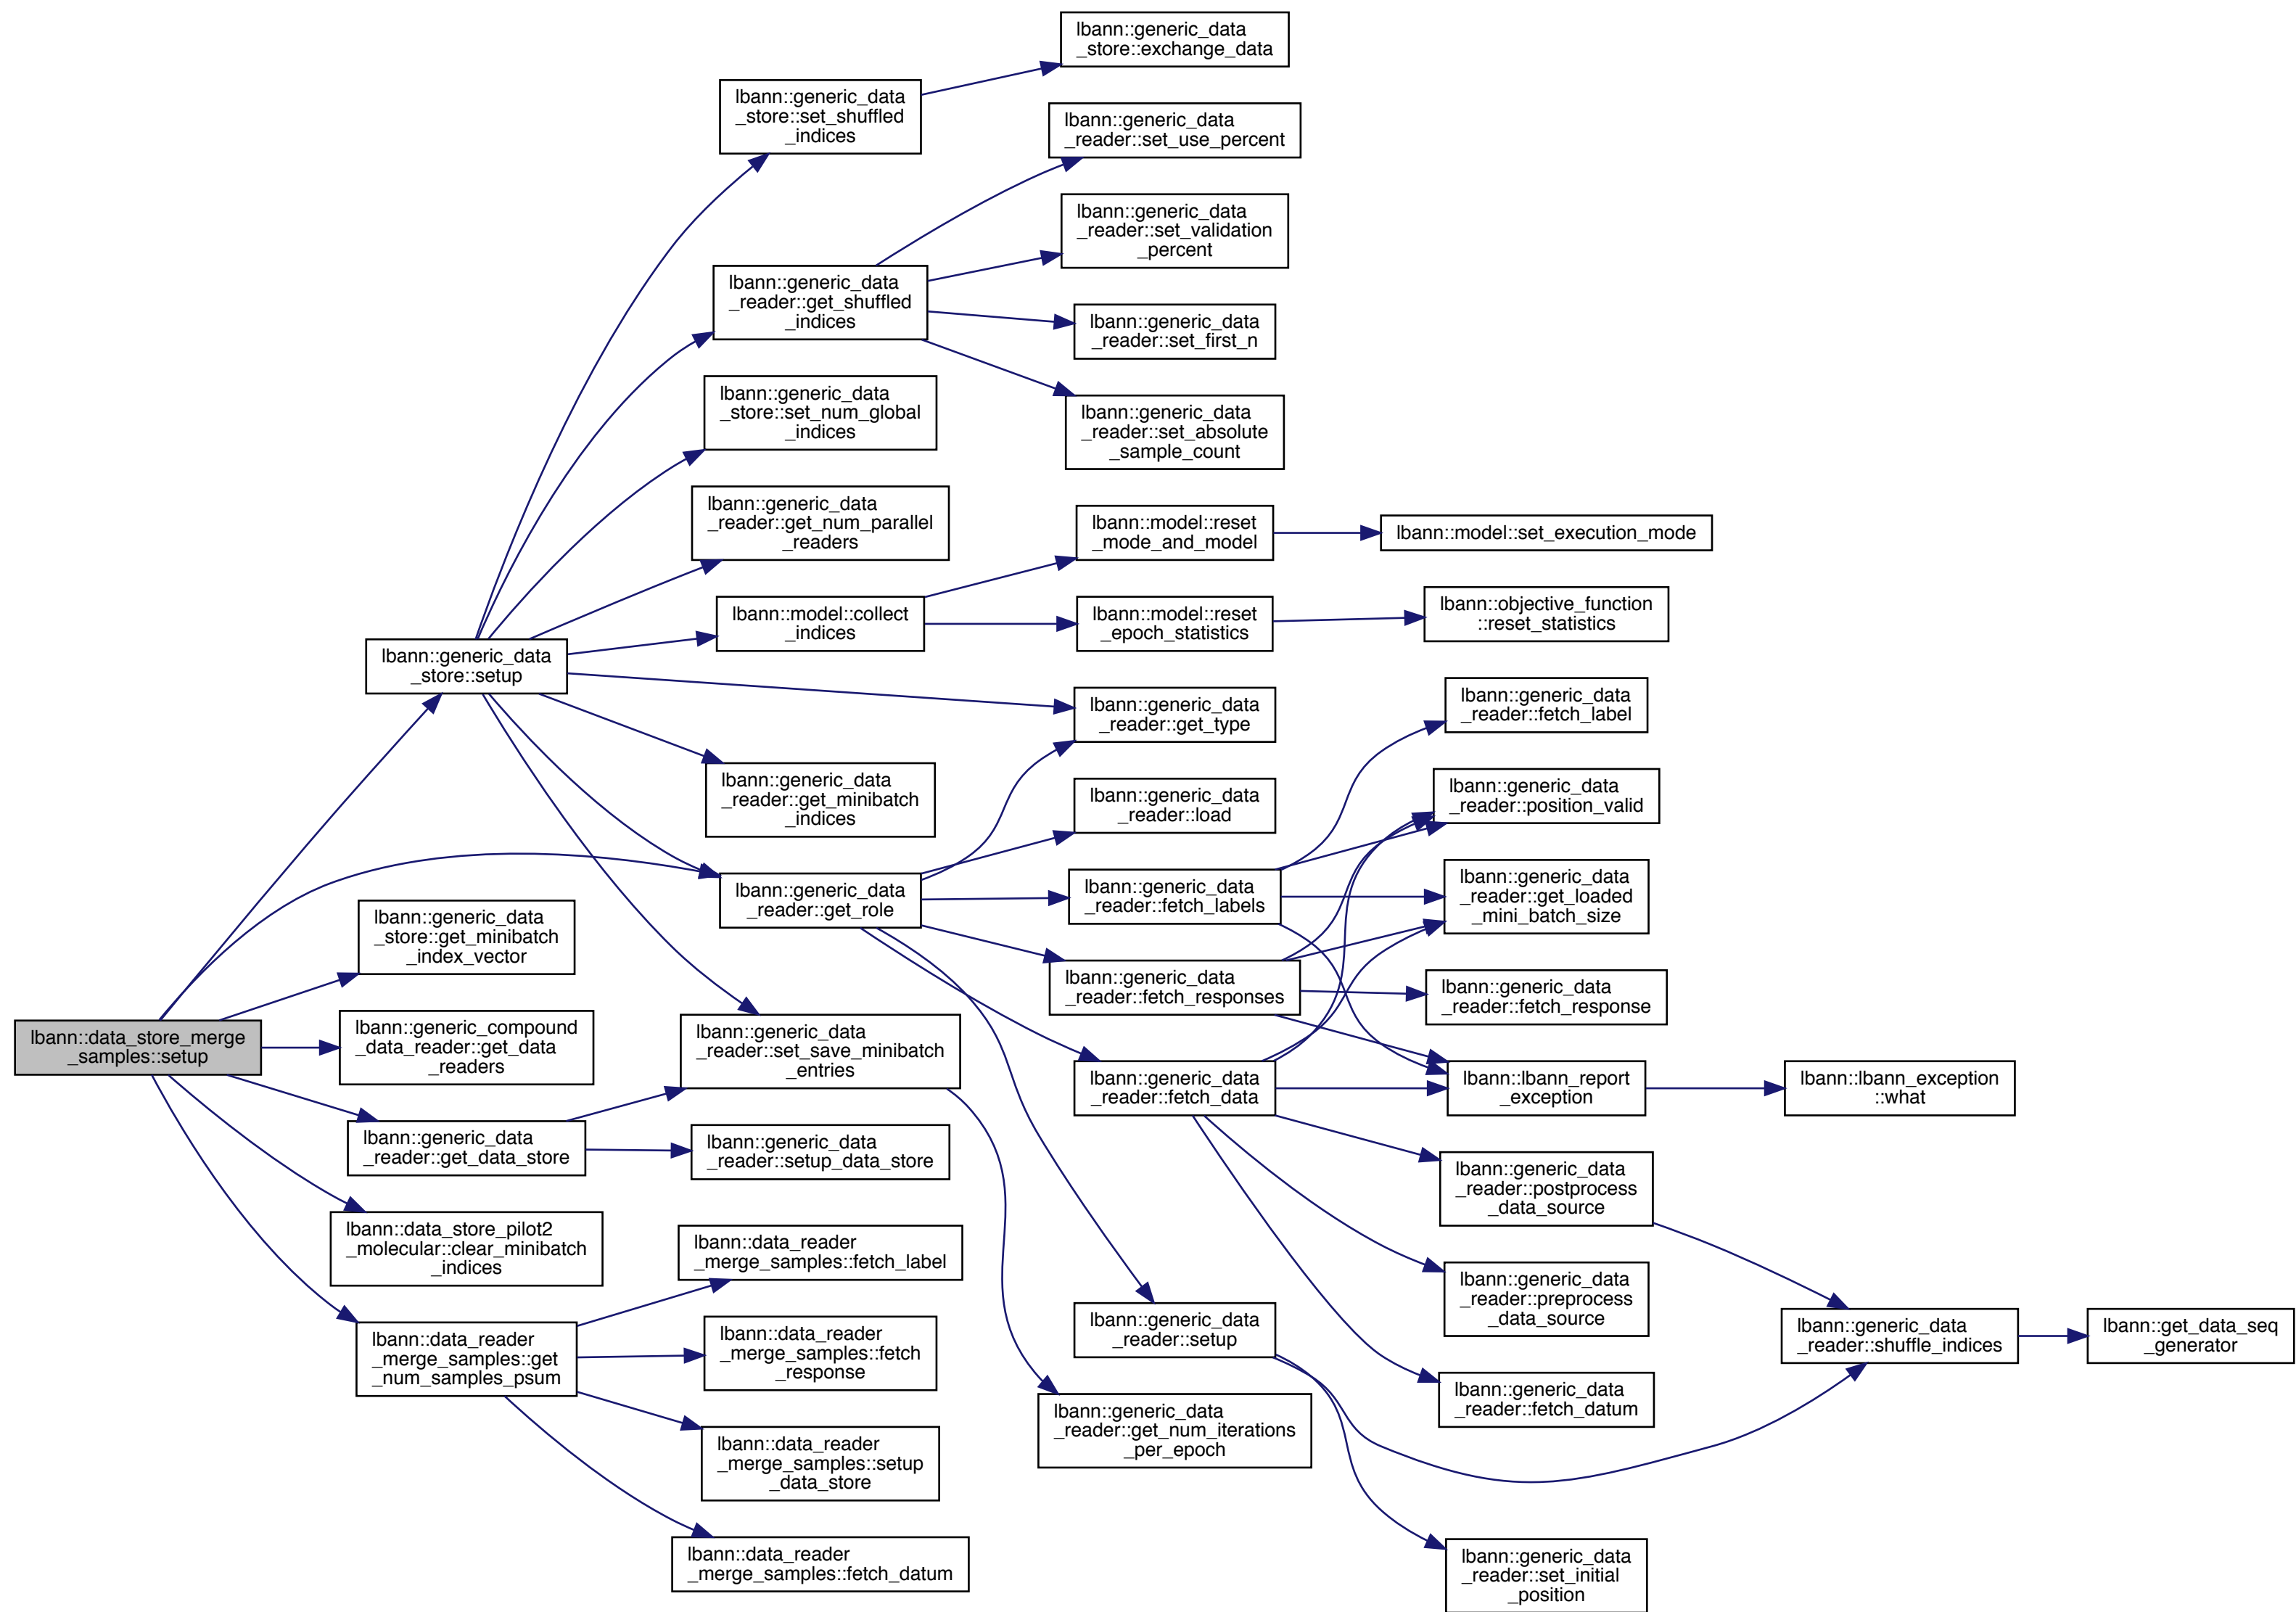 lbann::generic_data
_store::exchange_data
lbann::generic_data
_store::set_shuffled
_indices
lbann::generic_data
_reader::set_use_percent
lbann::generic_data
_reader::set_validation
_percent
lbann::generic_data
_reader::get_shuffled
_indices
lbann::generic_data
_reader::set_first_n
lbann::generic_data
_store::set_num_global
_indices
lbann::generic_data
_reader::set_absolute
_sample_count
lbann::generic_data
_reader::get_num_parallel
_readers
lbann::model::reset
_mode_and_model
lbann::model::set_execution_mode
lbann::model::collect
_indices
lbann::model::reset
_epoch_statistics
lbann::objective_function
::reset_statistics
lbann::generic_data
_store::setup
lbann::generic_data
_reader::get_type
lbann::generic_data
_reader::fetch_label
lbann::generic_data
_reader::get_minibatch
_indices
lbann::generic_data
_reader::load
lbann::generic_data
_reader::position_valid
lbann::generic_data
_reader::get_role
lbann::generic_data
_reader::fetch_labels
lbann::generic_data
_reader::get_loaded
_mini_batch_size
lbann::generic_data
_store::get_minibatch
_index_vector
lbann::generic_data
_reader::fetch_responses
lbann::generic_data
_reader::fetch_response
lbann::data_store_merge
_samples::setup
lbann::generic_compound
_data_reader::get_data
_readers
lbann::generic_data
_reader::set_save_minibatch
_entries
lbann::generic_data
_reader::fetch_data
lbann::lbann_report
_exception
lbann::lbann_exception
::what
lbann::generic_data
_reader::get_data_store
lbann::generic_data
_reader::setup_data_store
lbann::generic_data
_reader::postprocess
_data_source
lbann::data_store_pilot2
_molecular::clear_minibatch
_indices
lbann::data_reader
_merge_samples::fetch_label
lbann::generic_data
_reader::preprocess
_data_source
lbann::data_reader
_merge_samples::get
_num_samples_psum
lbann::data_reader
_merge_samples::fetch
_response
lbann::generic_data
_reader::setup
lbann::generic_data
_reader::shuffle_indices
lbann::get_data_seq
_generator
lbann::generic_data
_reader::get_num_iterations
_per_epoch
lbann::generic_data
_reader::fetch_datum
lbann::data_reader
_merge_samples::setup
_data_store
lbann::data_reader
_merge_samples::fetch_datum
lbann::generic_data
_reader::set_initial
_position